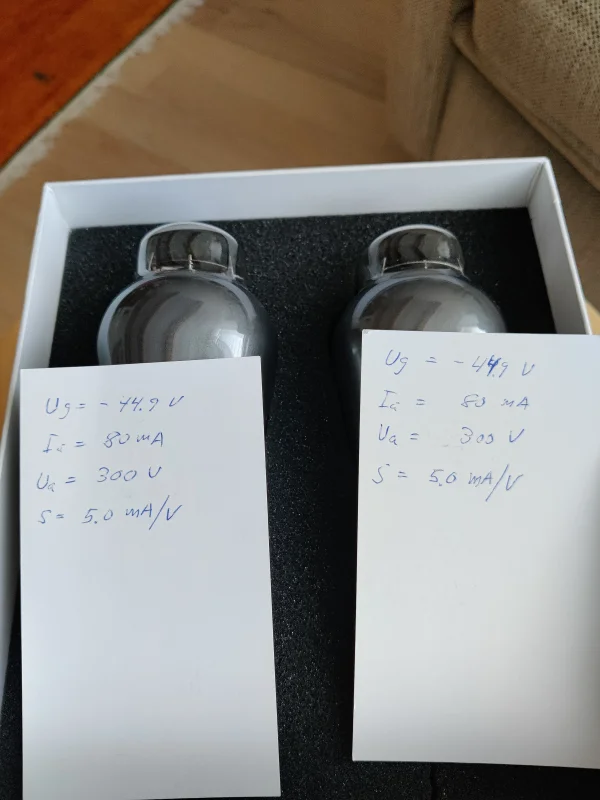 Ug = - 44.9 V
Ia = 80 mA
Ua = 300 V
S = 5.0 mA/V
Ug = - 44.9 V
Ia = 80 mA
Ua = 300 V
S = 5.0 mA/V